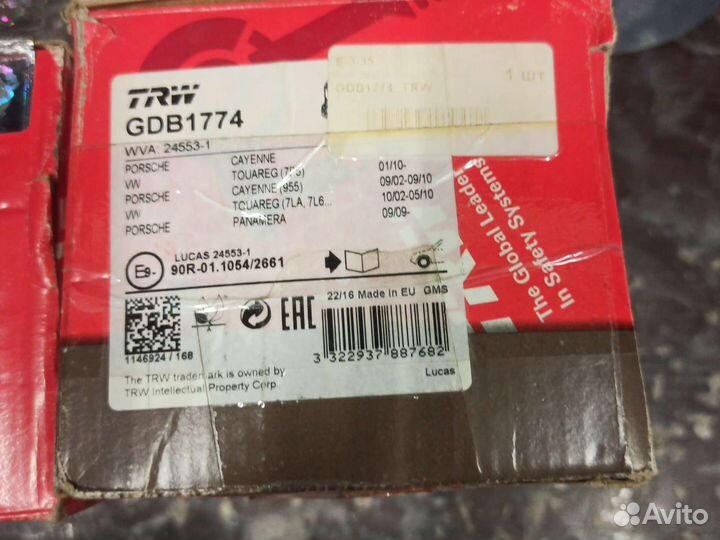 TRW
GDB1774
WVA 24553-1
PORSCHE CAYENNE 01/10-
VW TOUAREG 09/02-09/10
PORSCHE CAYENNE (955) 10/02-05/10
VW TOUAREG (7LA, 7L6... 09/09-
PORSCHE PANAMERA
LUCAS 24553-1
E9
90R-01.1054/2661
22/16 Made in EU GMS
EAC
1146924 / 168
3 322937 887682
The TRW trademark is owned by
TRW Intellectual Property Corp.
Lucas
1 шт
GDB1774 TRW
The Global Leader
In Safety Systems
Avito